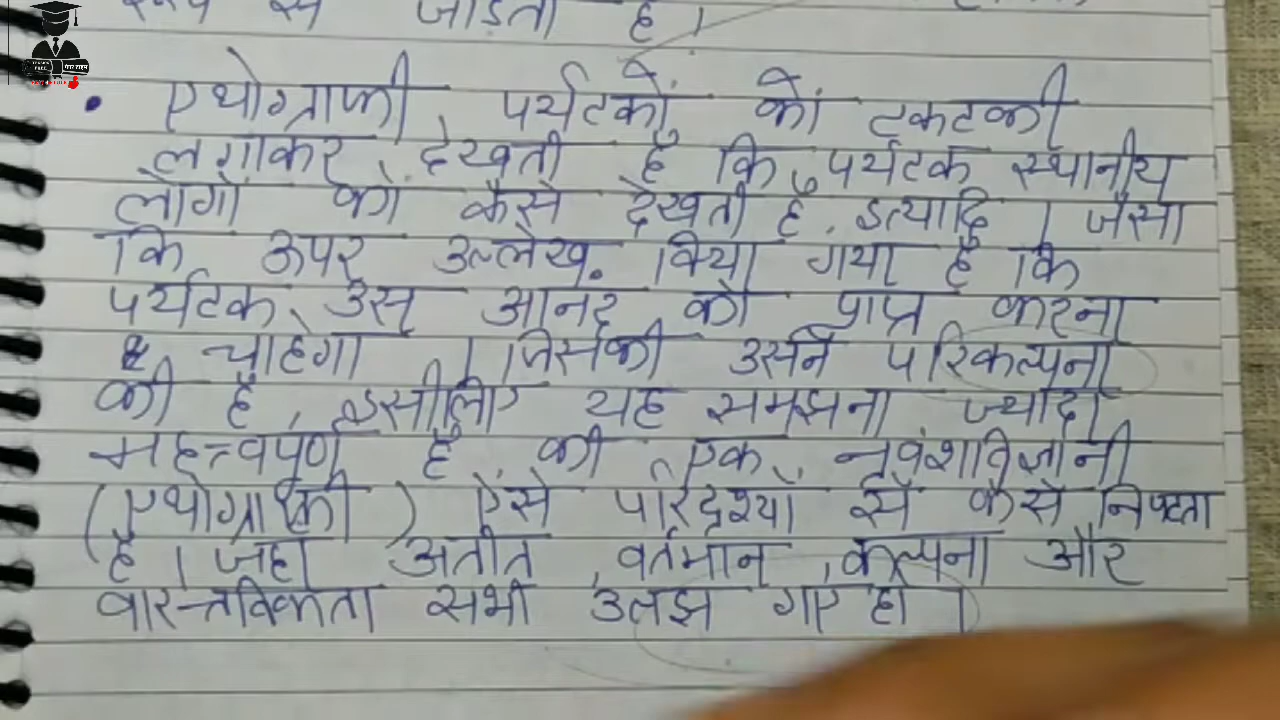 रूप से जोड़ता है।
• एथोग्राफी पर्यटकों कों टकटकी
लगाकर देखती है कि पर्यटक स्थानीय
लोगों को कैसे देखती है, इत्यादि। जैसा
कि ऊपर उल्लेख किया गया है कि
पर्यटक उस आनंद को प्राप्त करना
चाहेगा। जिसकी उसने परिकल्पना
की है, इसीलिए यह समझना ज्यादा
महत्वपूर्ण है की एक नृवंशविज्ञानी
(एथोग्राफी) ऐसे परिदृश्यों से कैसे निपटता
है। जहा अतीत, वर्तमान, कल्पना और
वास्तविकता सभी उलझ गए हो।